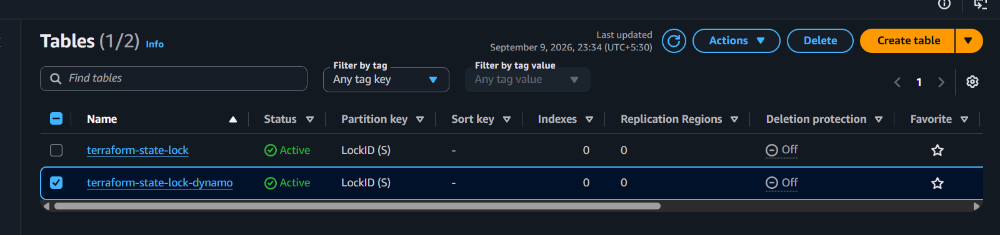 Tables (1/2) Info
Last updated
September 9, 2026, 23:34 (UTC+5:30)
Actions
Delete
Create table
Find tables
Filter by tag
Any tag key
Filter by tag value
Any tag value
1
Name Status Partition key Sort key Indexes Replication Regions Deletion protection Favorite
terraform-state-lock Active LockID (S) - 0 0 Off
terraform-state-lock-dynamo Active LockID (S) - 0 0 Off